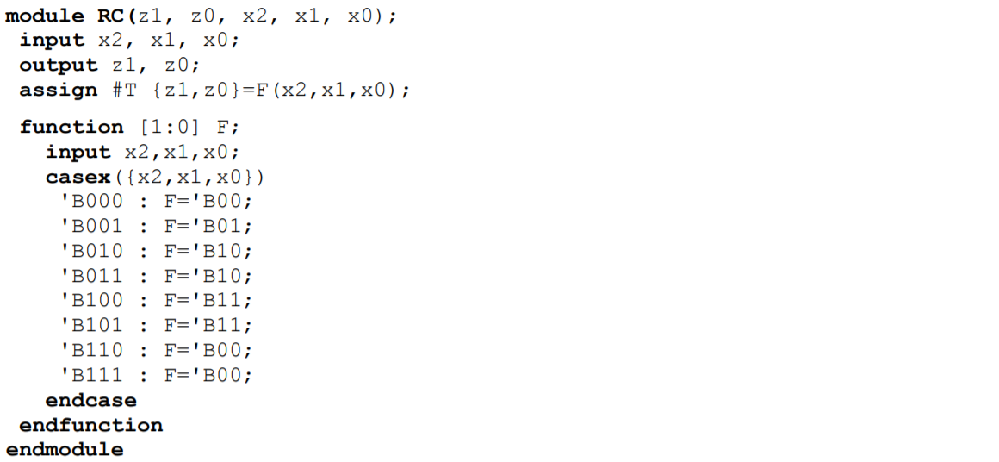 module RC(z1, z0, x2, x1, x0);
input x2, x1, x0;
output z1, z0;
assign #T {z1,z0}=F(x2,x1,x0);
function [1:0] F;
input x2,x1,x0;
casex({x2,x1,x0})
'B000 : F='B00;
'B001 : F='B01;
'B010 : F='B10;
'B011 : F='B10;
'B100 : F='B11;
'B101 : F='B11;
'B110 : F='B00;
'B111 : F='B00;
endcase
endfunction
endmodule